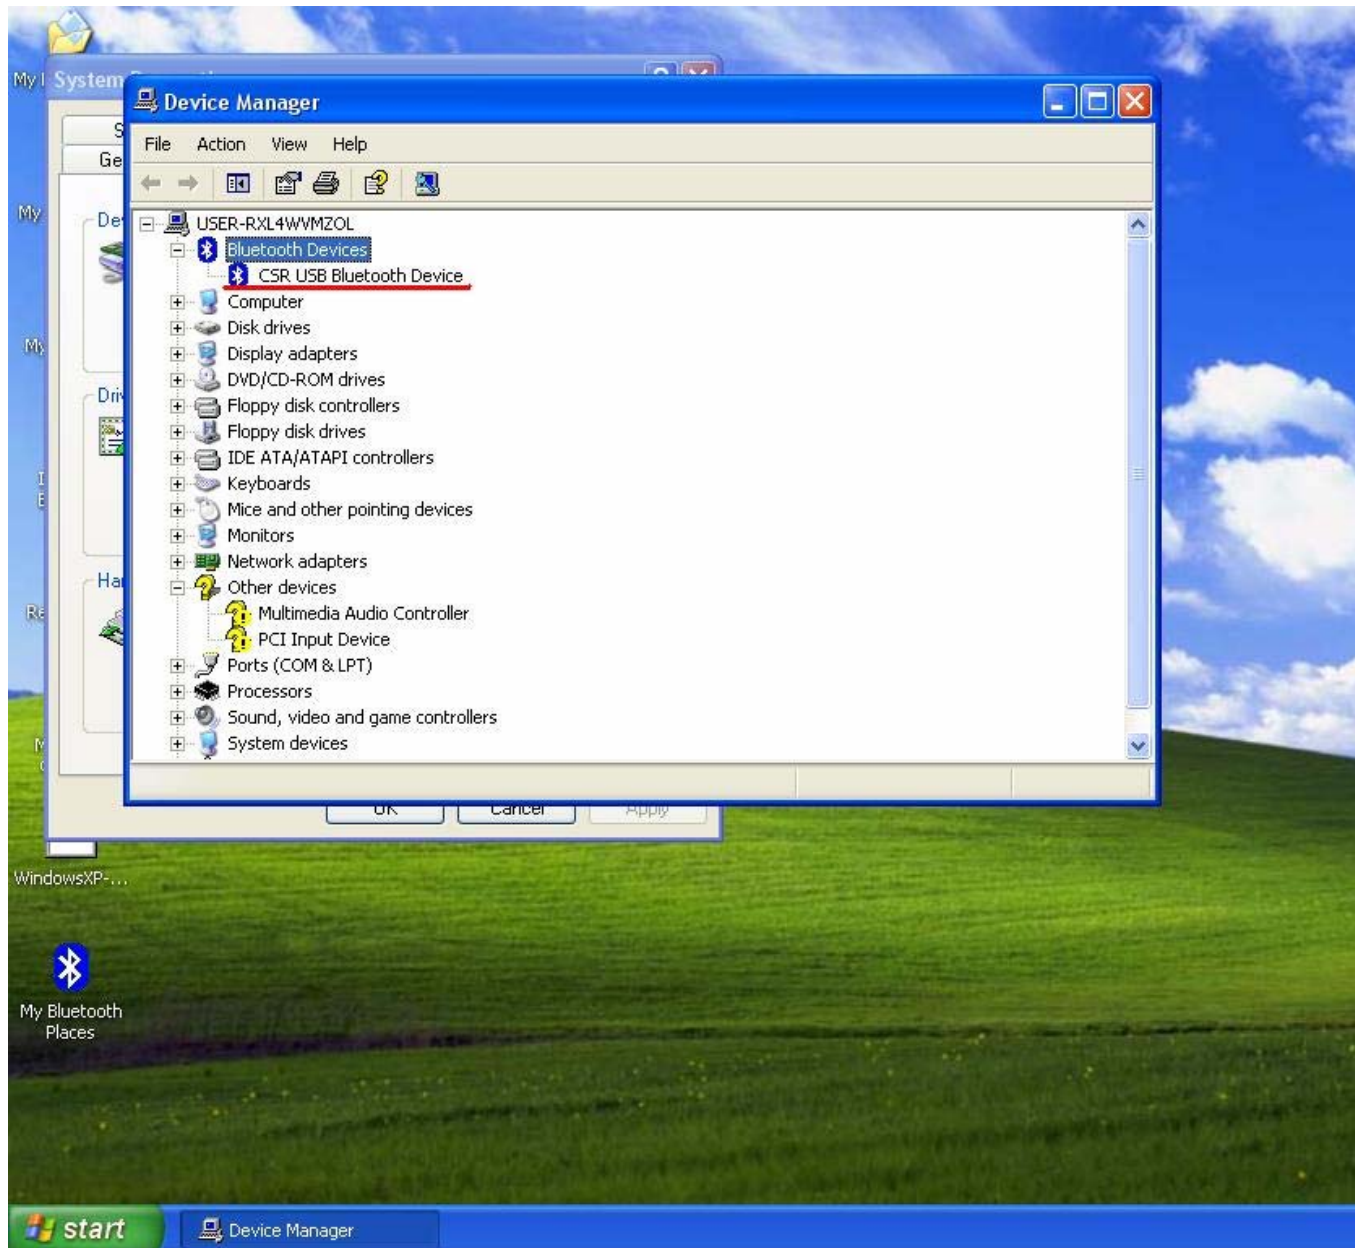 My
System
Device Manager
File Action View Help
Ge
My
De
USER-RXL4WVMZOL
Bluetooth Devices
CSR USB Bluetooth Device
Computer
Disk drives
My
Display adapters
DVD/CD-ROM drives
Dri
Floppy disk controllers
Floppy disk drives
IDE ATA/ATAPI controllers
Keyboards
Mice and other pointing devices
Monitors
Network adapters
Ha
Other devices
Re
Multimedia Audio Controller
PCI Input Device
Ports (COM & LPT)
Processors
Sound, video and game controllers
System devices
OK Cancel Apply
WindowsXP-...
My Bluetooth
Places
start Device Manager